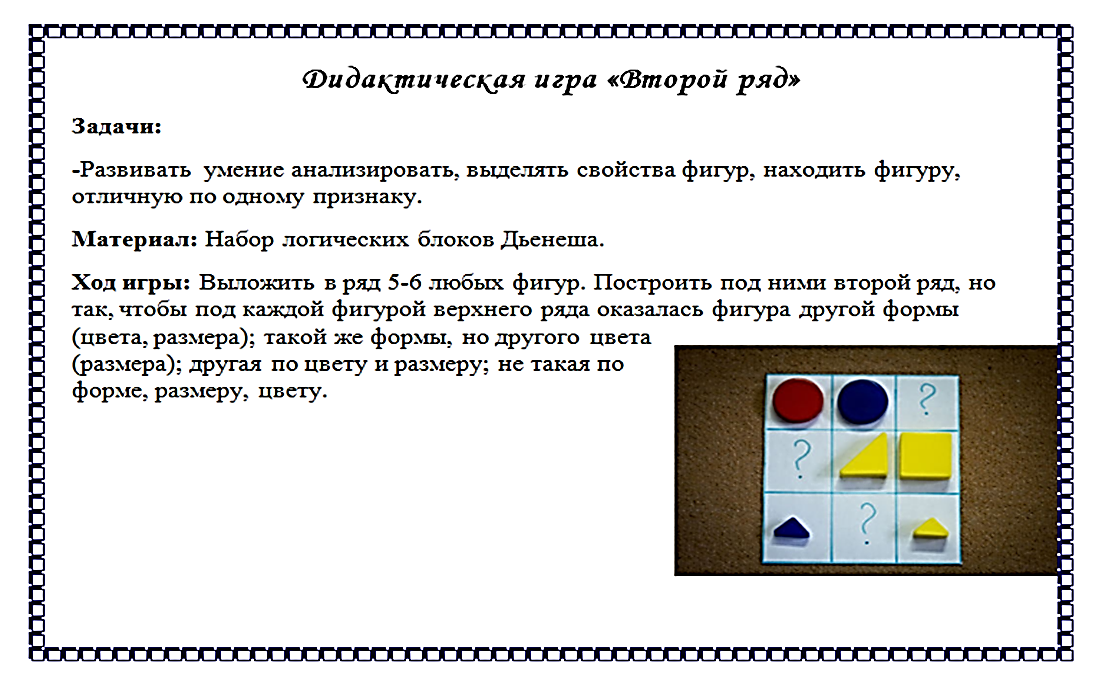 Дидактическая игра «Второй ряд»
Задачи:
-Развивать умение анализировать, выделять свойства фигур, находить фигуру,
отличную по одному признаку.
Материал: Набор логических блоков Дьенеша.
Ход игры: Выложить в ряд 5-6 любых фигур. Построить под ними второй ряд, но
так, чтобы под каждой фигурой верхнего ряда оказалась фигура другой формы
(цвета, размера); такой же формы, но другого цвета
(размера); другая по цвету и размеру; не такая по
форме, размеру, цвету.
?
?
?